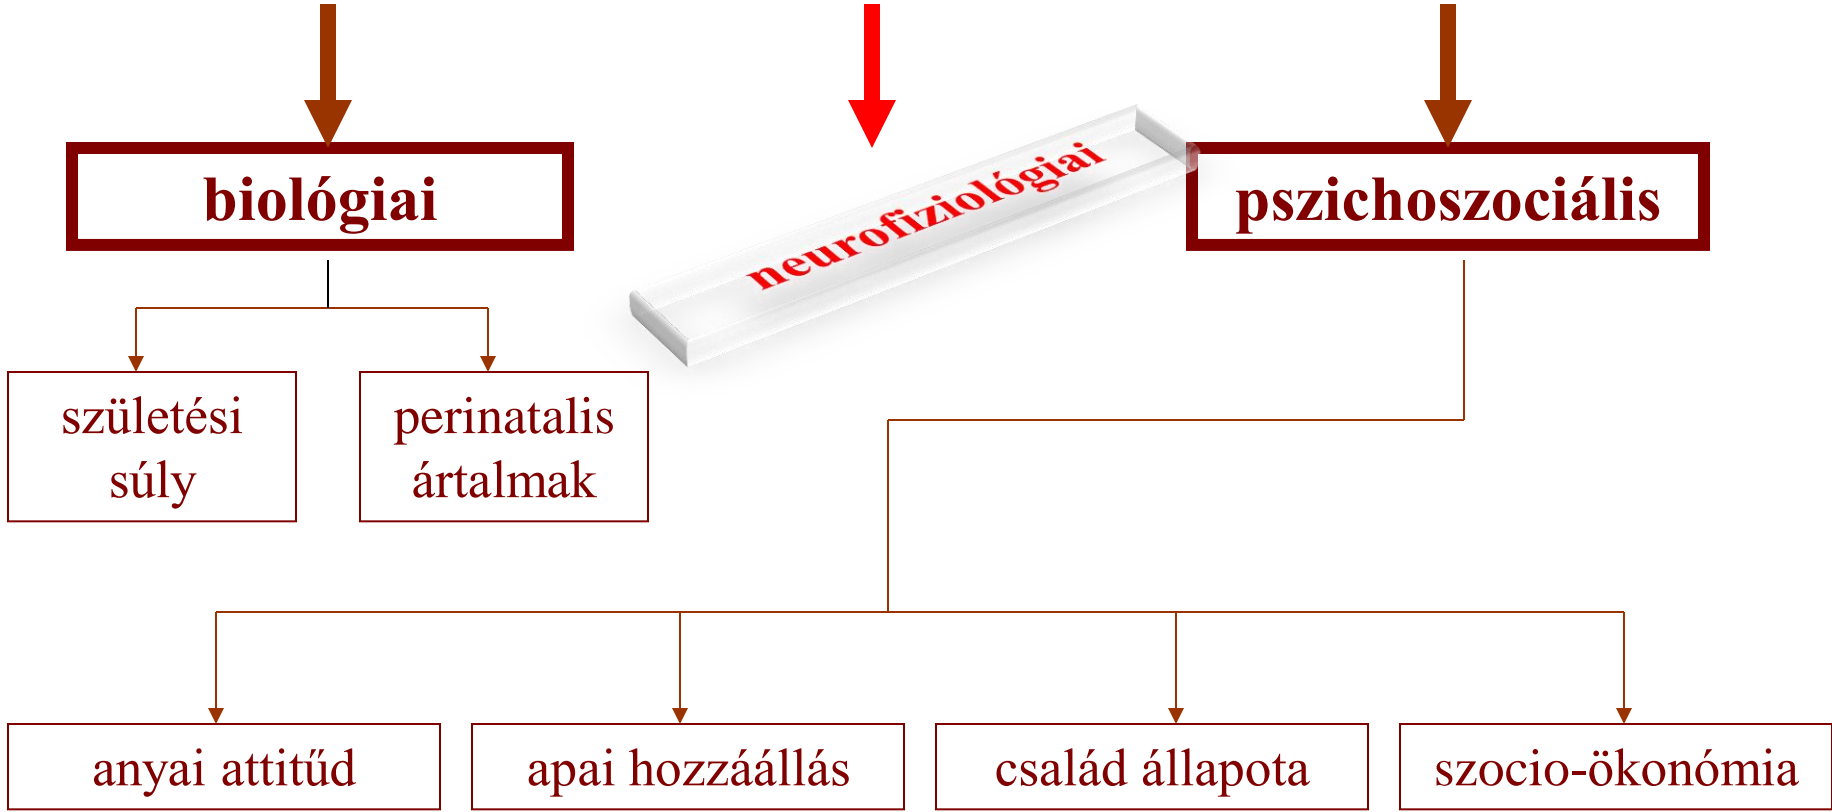 biológiai
neurofiziológiai
pszichoszociális
születési
súly
perinatalis
ártalmak
anyai attitűd
apai hozzáállás
család állapota
szocio-ökonómia